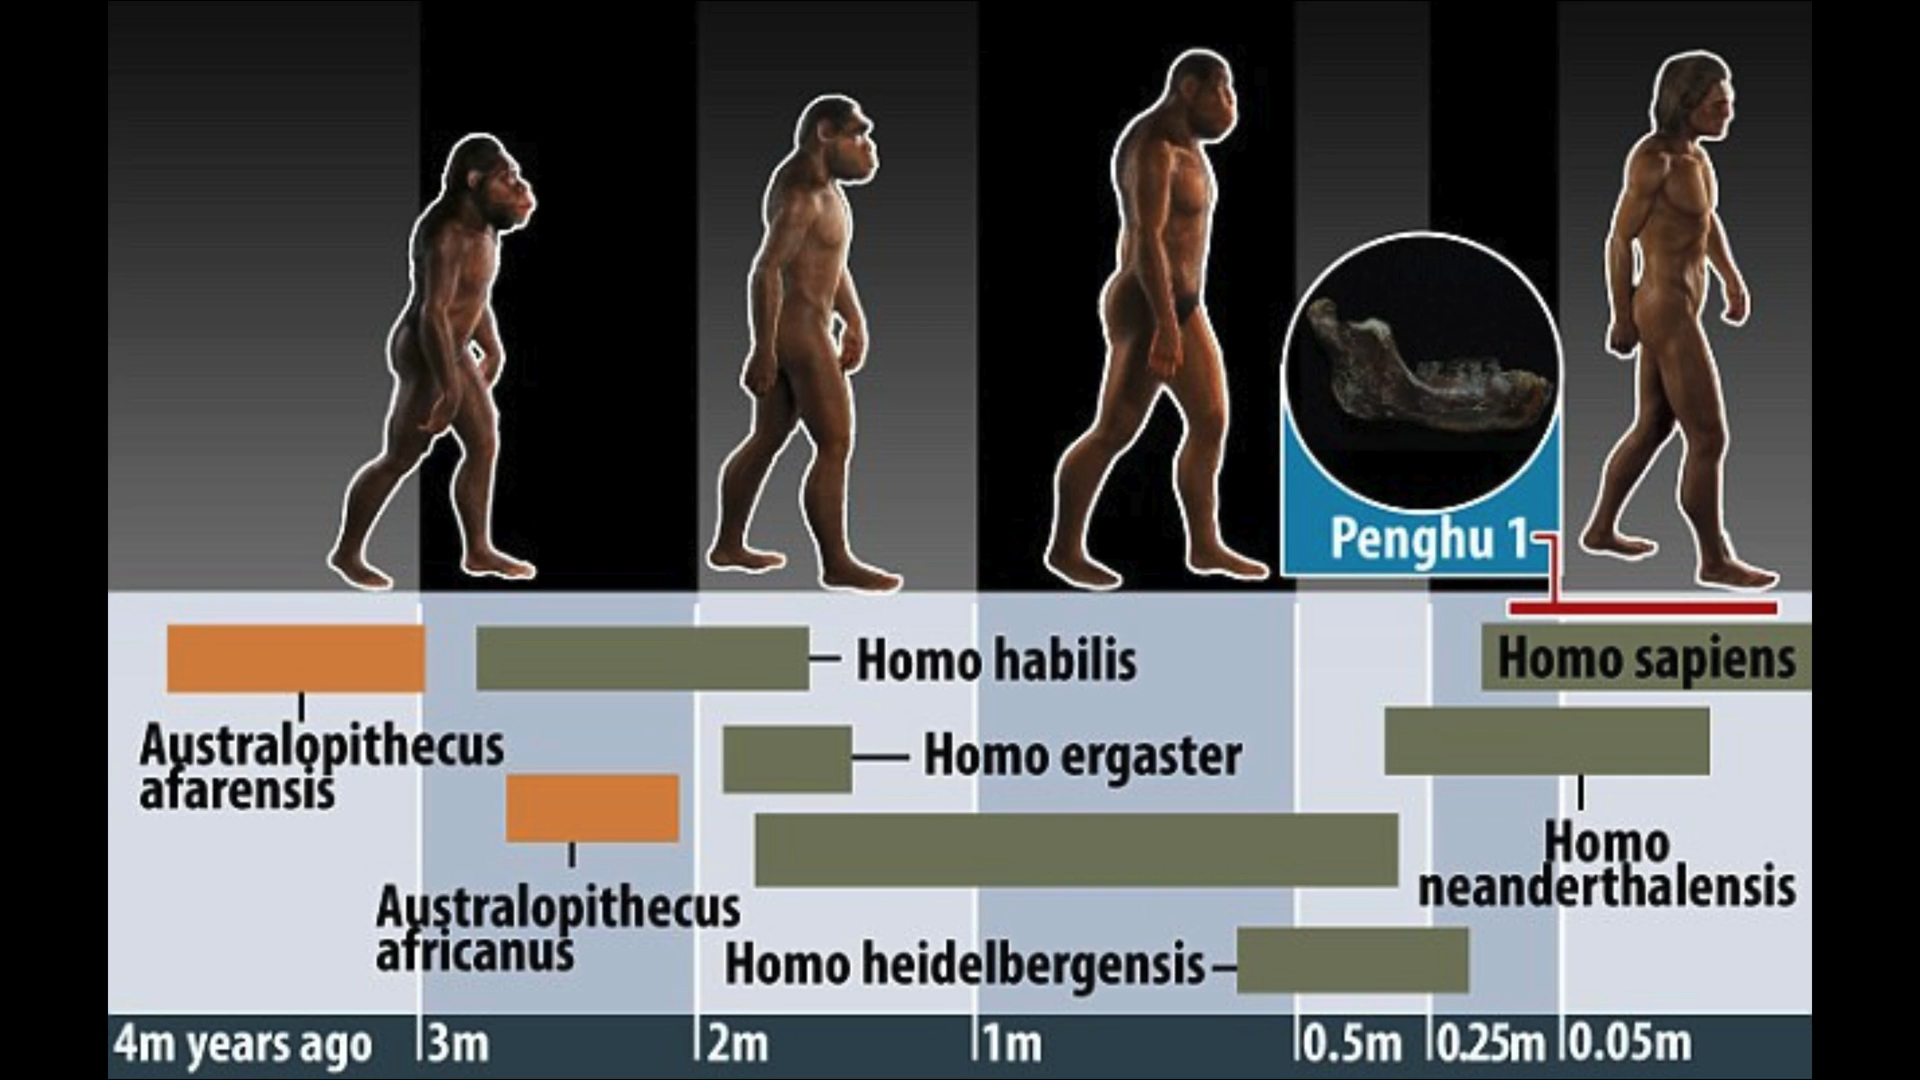 Penghu 1
Homo habilis
Homo sapiens
Australopithecus
afarensis
Homo ergaster
Homo
neanderthalensis
Australopithecus
africanus
Homo heidelbergensis
4m years ago
3m
2m
1m
0.5m
0.25m
0.05m